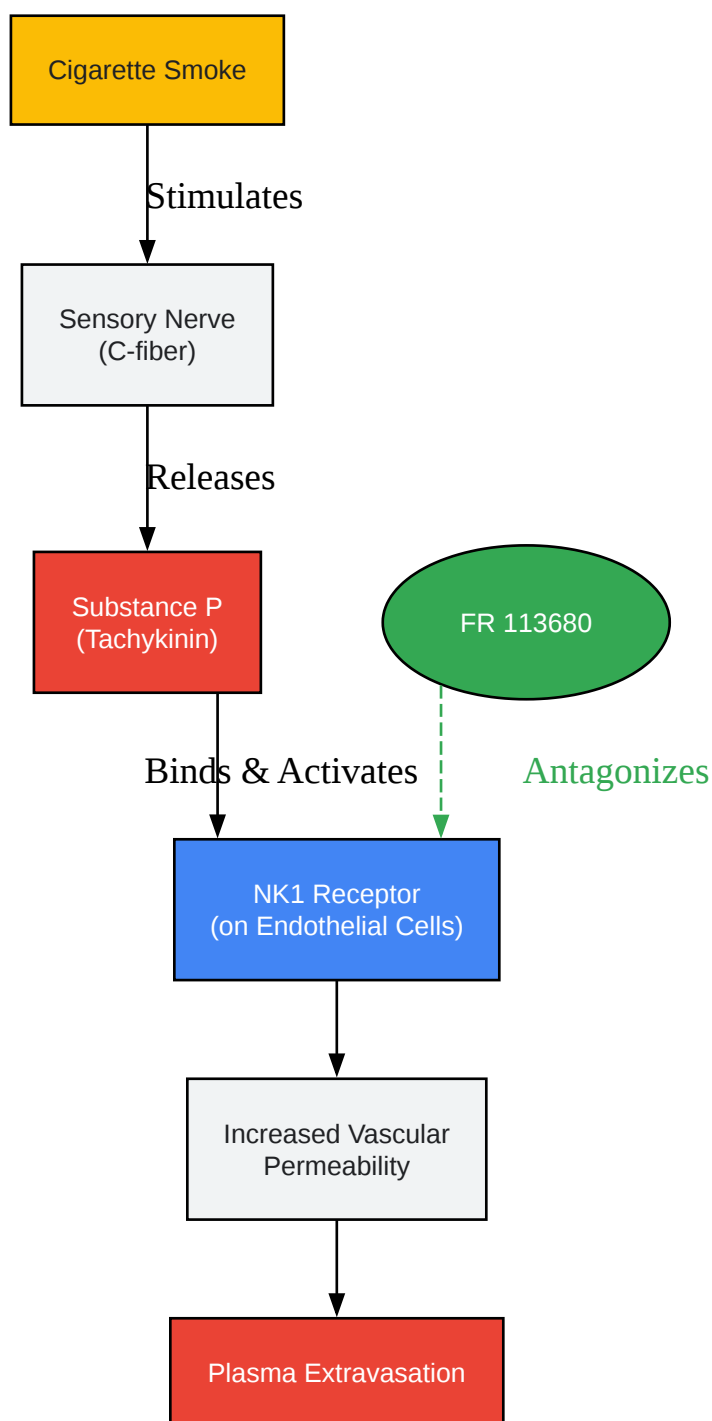 Cigarette Smoke
Stimulates
Sensory Nerve
(C-fiber)
Releases
Substance P
(Tachykinin)
FR 113680
Binds & Activates
Antagonizes
NK1 Receptor
(on Endothelial Cells)
Increased Vascular
Permeability
Plasma Extravasation